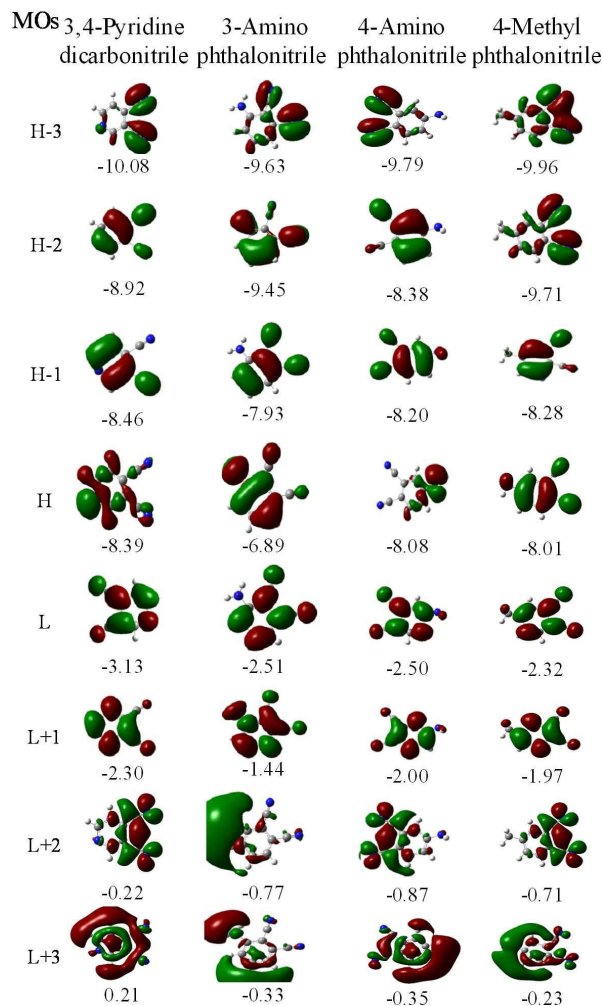 MOs 3,4-Pyridine 3-Amino 4-Amino 4-Methyl
dicarbonitrile phthalonitrile phthalonitrile phthalonitrile
H-3
-10.08 -9.63 -9.79 -9.96
H-2
-8.92 -9.45 -8.38 -9.71
H-1
-8.46 -7.93 -8.20 -8.28
H
-8.39 -6.89 -8.08 -8.01
L
-3.13 -2.51 -2.50 -2.32
L+1
-2.30 -1.44 -2.00 -1.97
L+2
-0.22 -0.77 -0.87 -0.71
L+3
0.21 -0.33 -0.35 -0.23